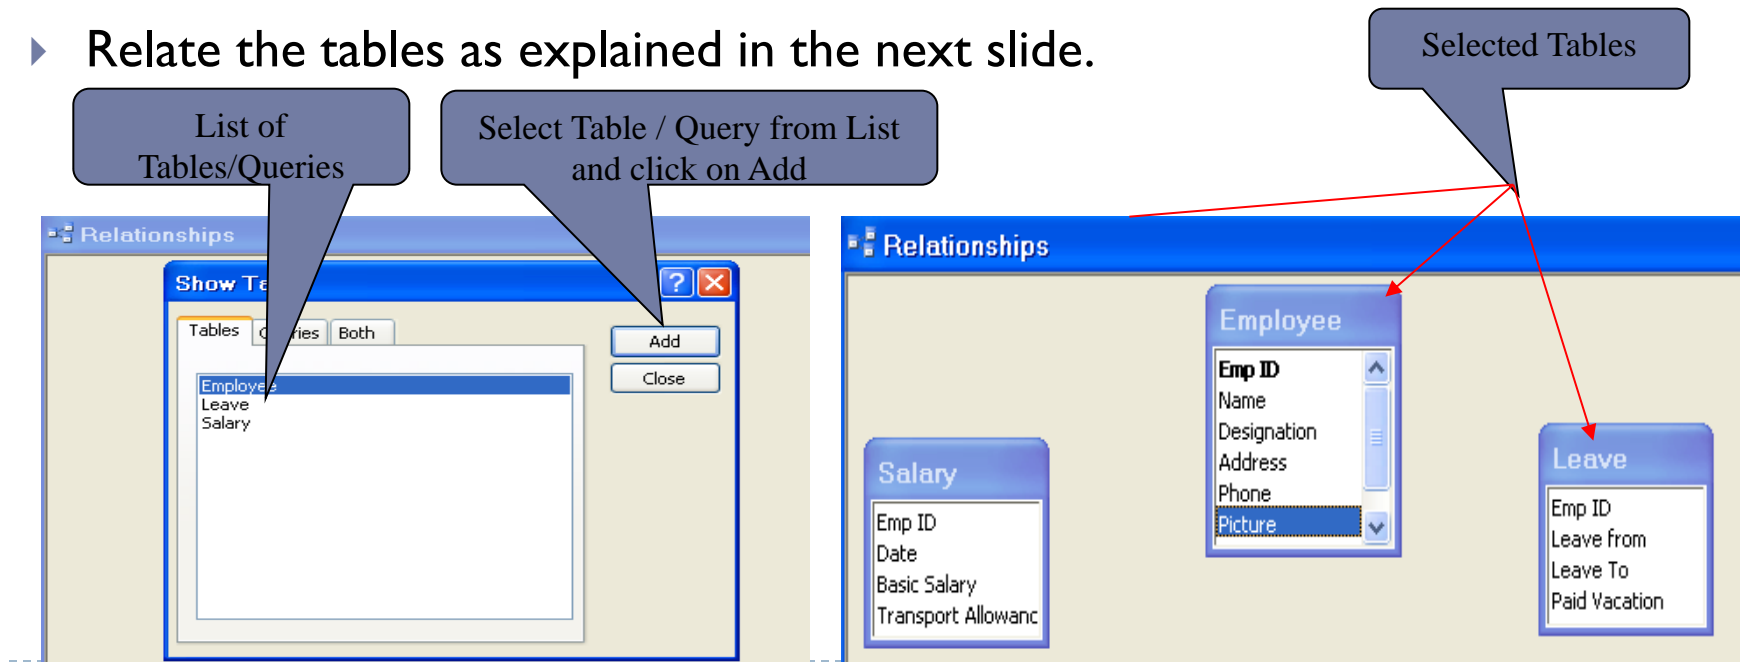 Relate the tables as explained in the next slide.
Selected Tables
List of
Tables/Queries
Select Table / Query from List
and click on Add
Relationships
Show
Tables
Both
Add
Close
Employee
Leave
Salary
Relationships
Employee
Emp ID
Name
Designation
Address
Phone
Picture
Salary
Emp ID
Date
Basic Salary
Transport Allowanc
Leave
Emp ID
Leave from
Leave To
Paid Vacation